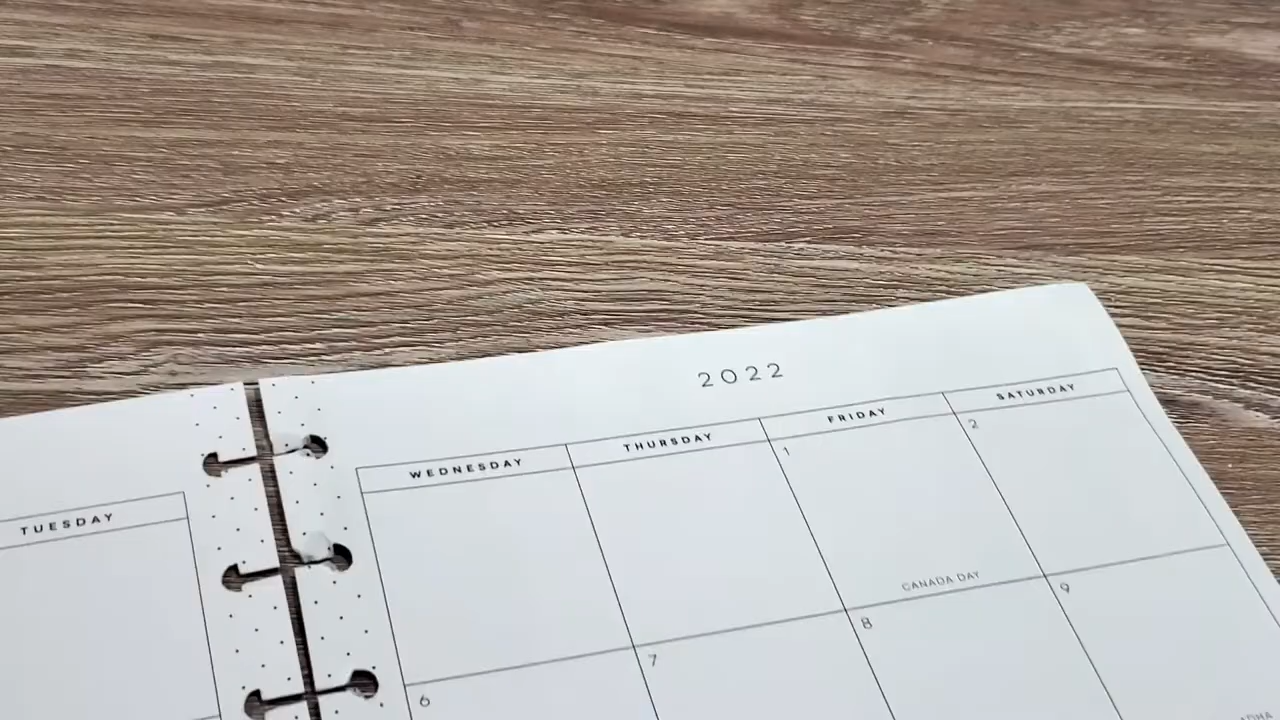 2022
TUESDAY
WEDNESDAY THURSDAY FRIDAY SATURDAY
1 2
CANADA DAY
6 7 8 9